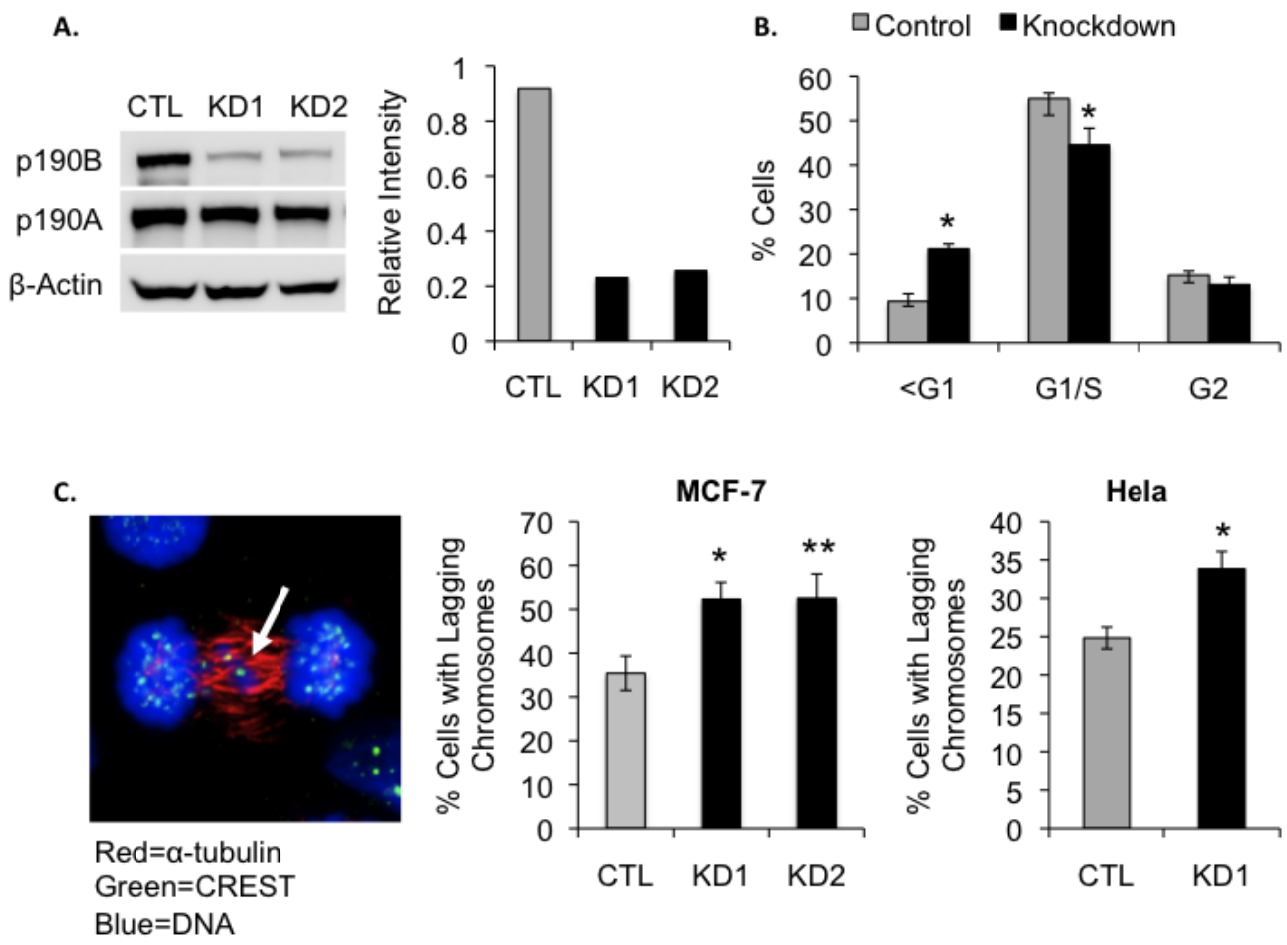 A.
CTL KD1 KD2
p190B
p190A
β-Actin
Relative Intensity
1
0.8
0.6
0.4
0.2
0
CTL KD1 KD2
B.
Control Knockdown
% Cells
60
50
40
30
20
10
0
*
*
<G1 G1/S G2
C.
Red=α-tubulin
Green=CREST
Blue=DNA
MCF-7
% Cells with Lagging
Chromosomes
70
60
50
40
30
20
10
0
*
**
CTL KD1 KD2
Hela
% Cells with Lagging
Chromosomes
40
35
30
25
20
15
10
5
0
*
CTL KD1